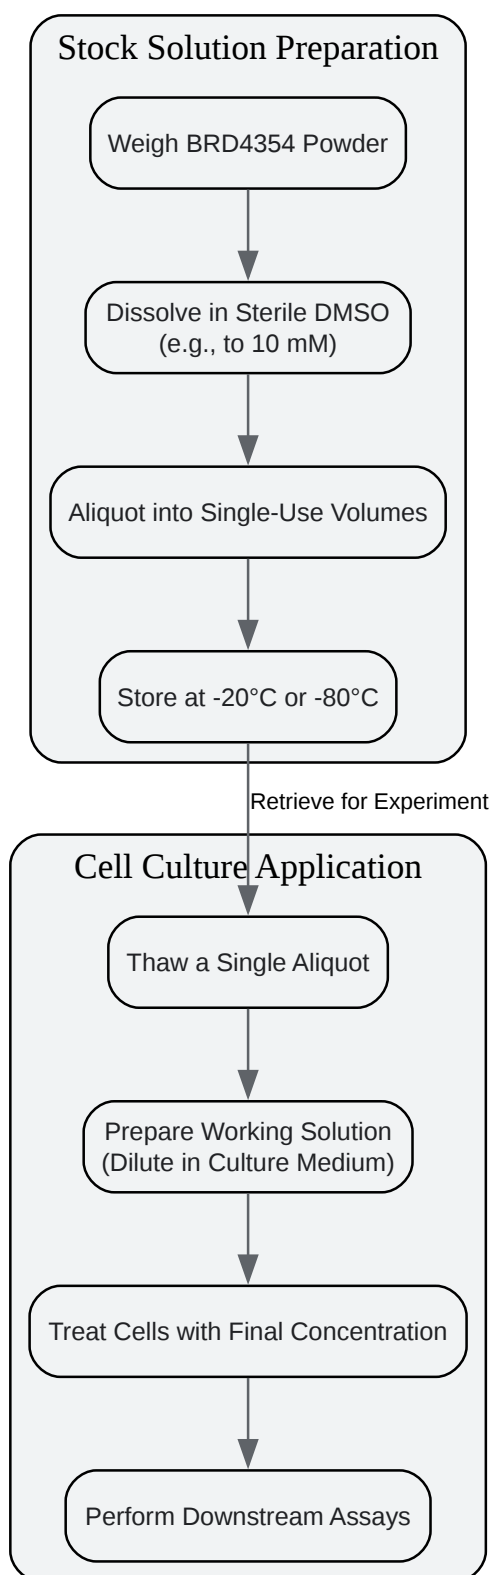 Stock Solution Preparation
Weigh BRD4354 Powder
Dissolve in Sterile DMSO
(e.g., to 10 mM)
Aliquot into Single-Use Volumes
Store at -20°C or -80°C
Retrieve for Experiment
Cell Culture Application
Thaw a Single Aliquot
Prepare Working Solution
(Dilute in Culture Medium)
Treat Cells with Final Concentration
Perform Downstream Assays